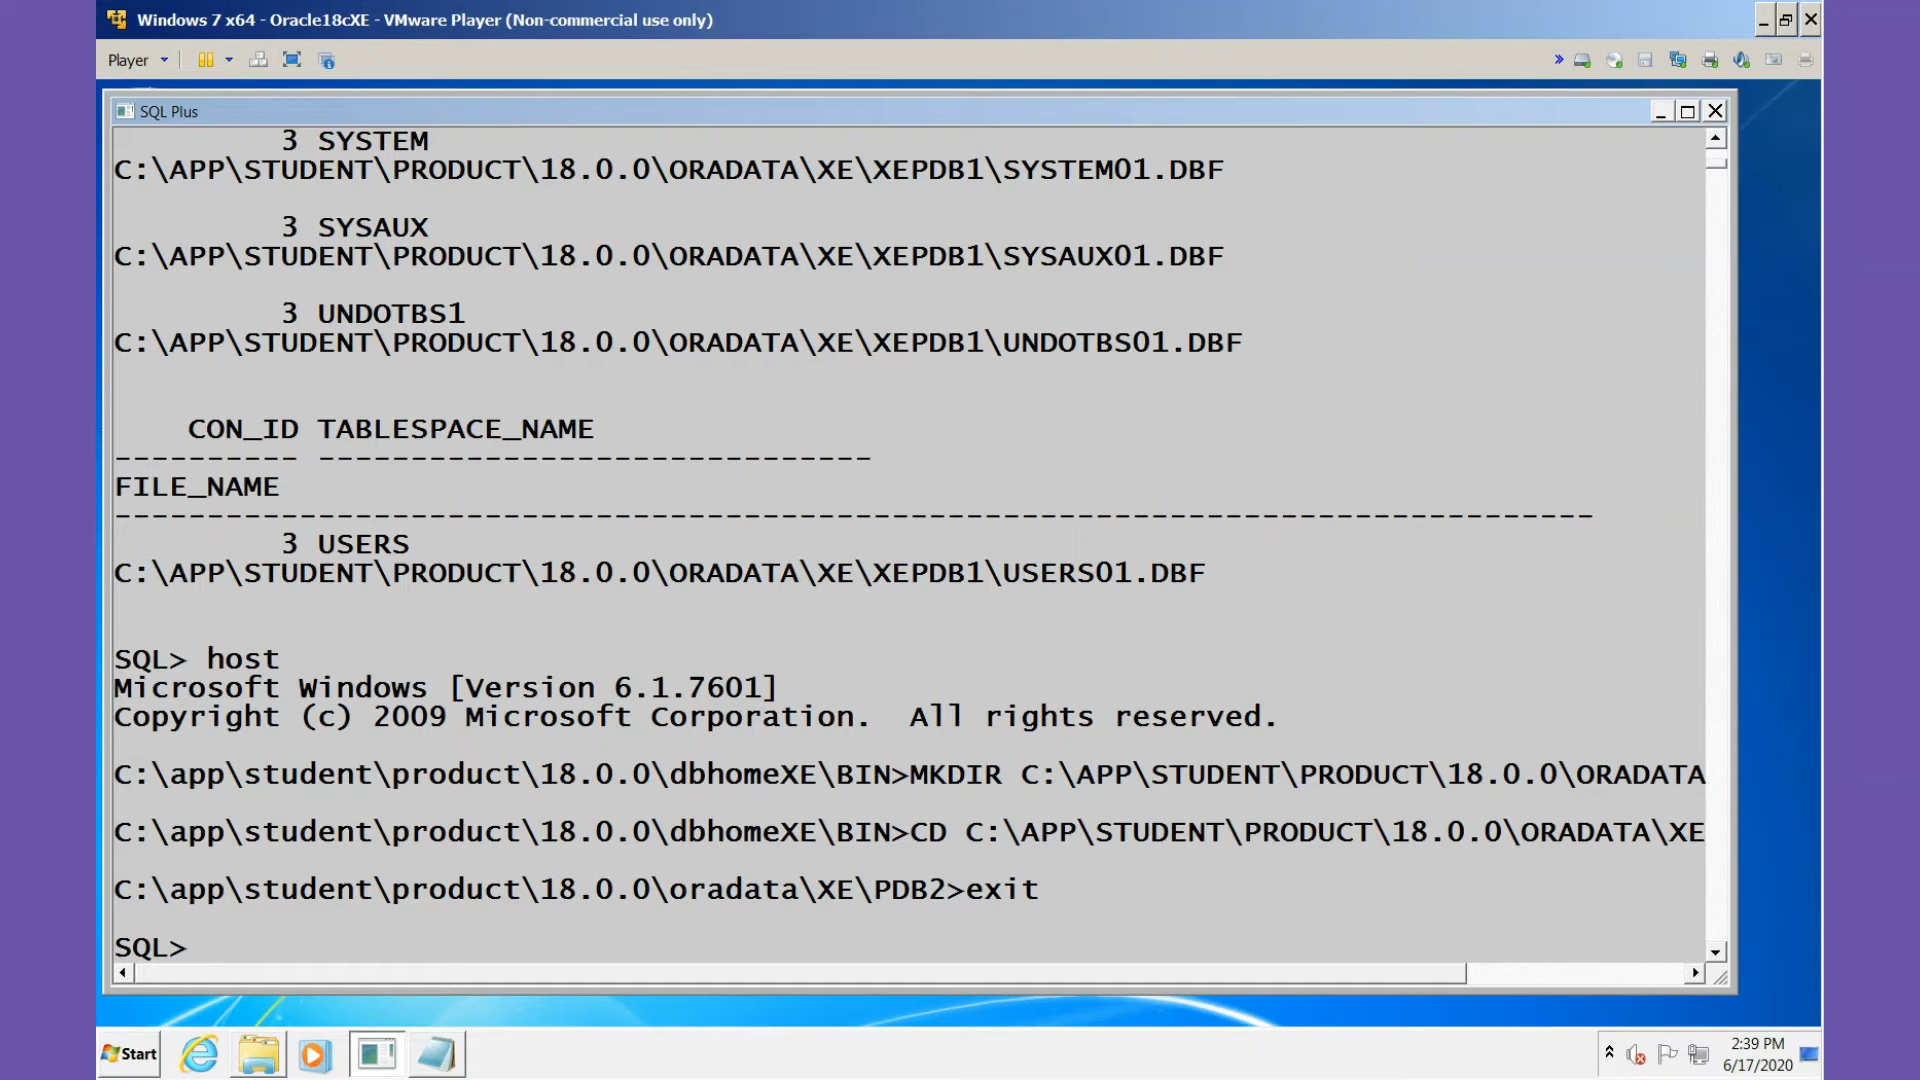 Windows 7 x64 - Oracle18cXE - VMware Player (Non-commercial use only)
Player
SQL Plus
3 SYSTEM
C:\APP\STUDENT\PRODUCT\18.0.0\ORADATA\XE\XEPDB1\SYSTEM01.DBF
3 SYSAUX
C:\APP\STUDENT\PRODUCT\18.0.0\ORADATA\XE\XEPDB1\SYSAUX01.DBF
3 UNDOTBS1
C:\APP\STUDENT\PRODUCT\18.0.0\ORADATA\XE\XEPDB1\UNDOTBS01.DBF
CON_ID TABLESPACE_NAME
---------- ------------------------------
FILE_NAME
--------------------------------------------------------------------------------
3 USERS
C:\APP\STUDENT\PRODUCT\18.0.0\ORADATA\XE\XEPDB1\USERS01.DBF
SQL> host
Microsoft Windows [Version 6.1.7601]
Copyright (c) 2009 Microsoft Corporation.  All rights reserved.
C:\app\student\product\18.0.0\dbhomeXE\BIN>MKDIR C:\APP\STUDENT\PRODUCT\18.0.0\ORADATA
C:\app\student\product\18.0.0\dbhomeXE\BIN>CD C:\APP\STUDENT\PRODUCT\18.0.0\ORADATA\XE
C:\app\student\product\18.0.0\oradata\XE\PDB2>exit
SQL>
Start
2:39 PM
6/17/2020